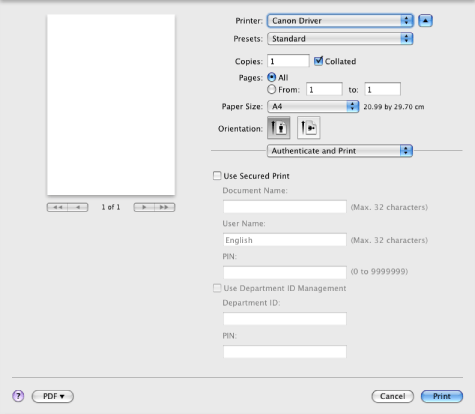 Printer: Canon Driver
Presets: Standard
Copies: 1 Collated
Pages: All
From: 1 to: 1
Paper Size: A4 20.99 by 29.70 cm
Orientation:
Authenticate and Print
Use Secured Print
Document Name:
(Max. 32 characters)
User Name:
English (Max. 32 characters)
PIN:
(0 to 9999999)
Use Department ID Management
Department ID:
PIN:
1 of 1
? PDF ▾ Cancel Print